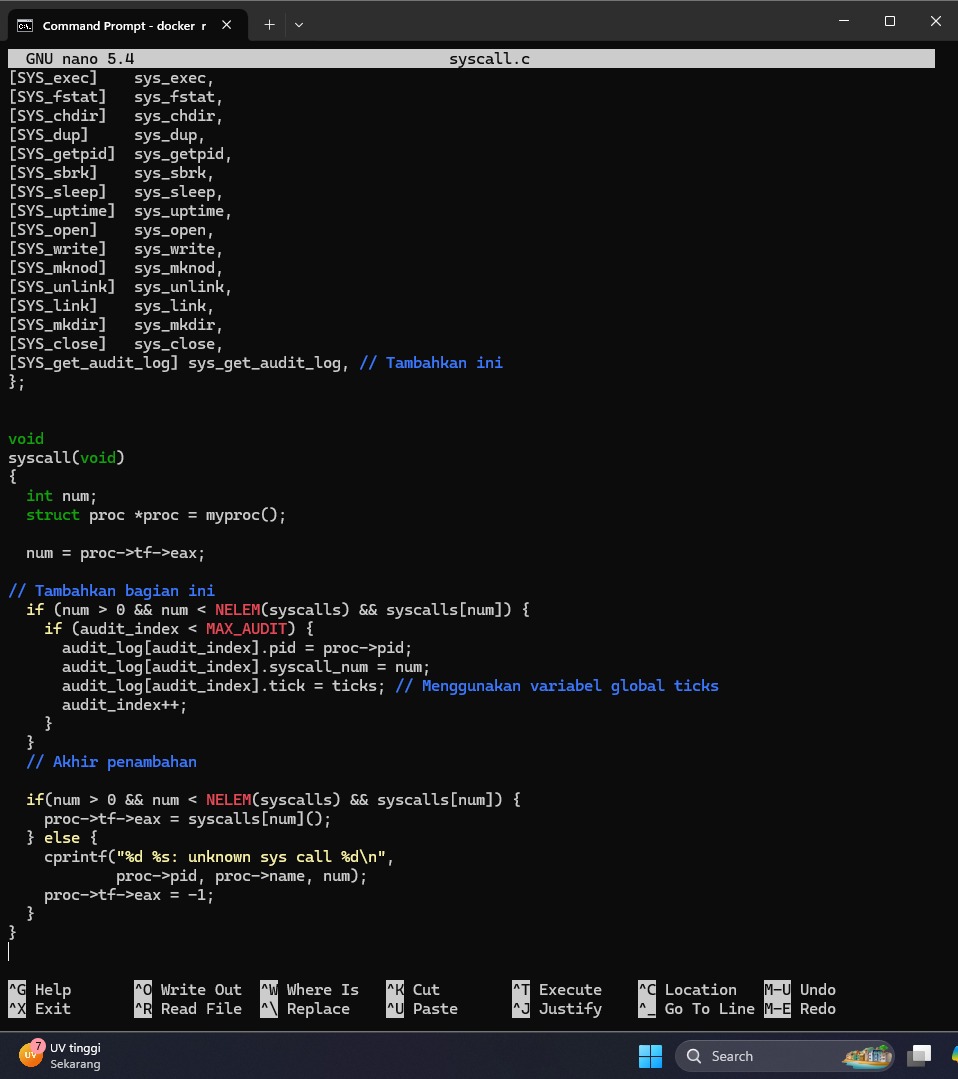 Command Prompt - docker r
GNU nano 5.4 syscall.c
[SYS_exec]    sys_exec,
[SYS_fstat]   sys_fstat,
[SYS_chdir]   sys_chdir,
[SYS_dup]     sys_dup,
[SYS_getpid]  sys_getpid,
[SYS_sbrk]    sys_sbrk,
[SYS_sleep]   sys_sleep,
[SYS_uptime]  sys_uptime,
[SYS_open]    sys_open,
[SYS_write]   sys_write,
[SYS_mknod]   sys_mknod,
[SYS_unlink]  sys_unlink,
[SYS_link]    sys_link,
[SYS_mkdir]   sys_mkdir,
[SYS_close]   sys_close,
[SYS_get_audit_log] sys_get_audit_log, // Tambahkan ini
};
void
syscall(void)
{
  int num;
  struct proc *proc = myproc();
  num = proc->tf->eax;
// Tambahkan bagian ini
  if (num > 0 && num < NELEM(syscalls) && syscalls[num]) {
    if (audit_index < MAX_AUDIT) {
      audit_log[audit_index].pid = proc->pid;
      audit_log[audit_index].syscall_num = num;
      audit_log[audit_index].tick = ticks; // Menggunakan variabel global ticks
      audit_index++;
    }
  }
  // Akhir penambahan
  if(num > 0 && num < NELEM(syscalls) && syscalls[num]) {
    proc->tf->eax = syscalls[num]();
  } else {
    cprintf("%d %s: unknown sys call %d\n",
            proc->pid, proc->name, num);
    proc->tf->eax = -1;
  }
}
^G Help ^O Write Out ^W Where Is ^K Cut ^T Execute ^C Location M-U Undo
^X Exit ^R Read File ^\ Replace ^U Paste ^J Justify ^_ Go To Line M-E Redo
UV 7 UV tinggi
Sekarang
Search